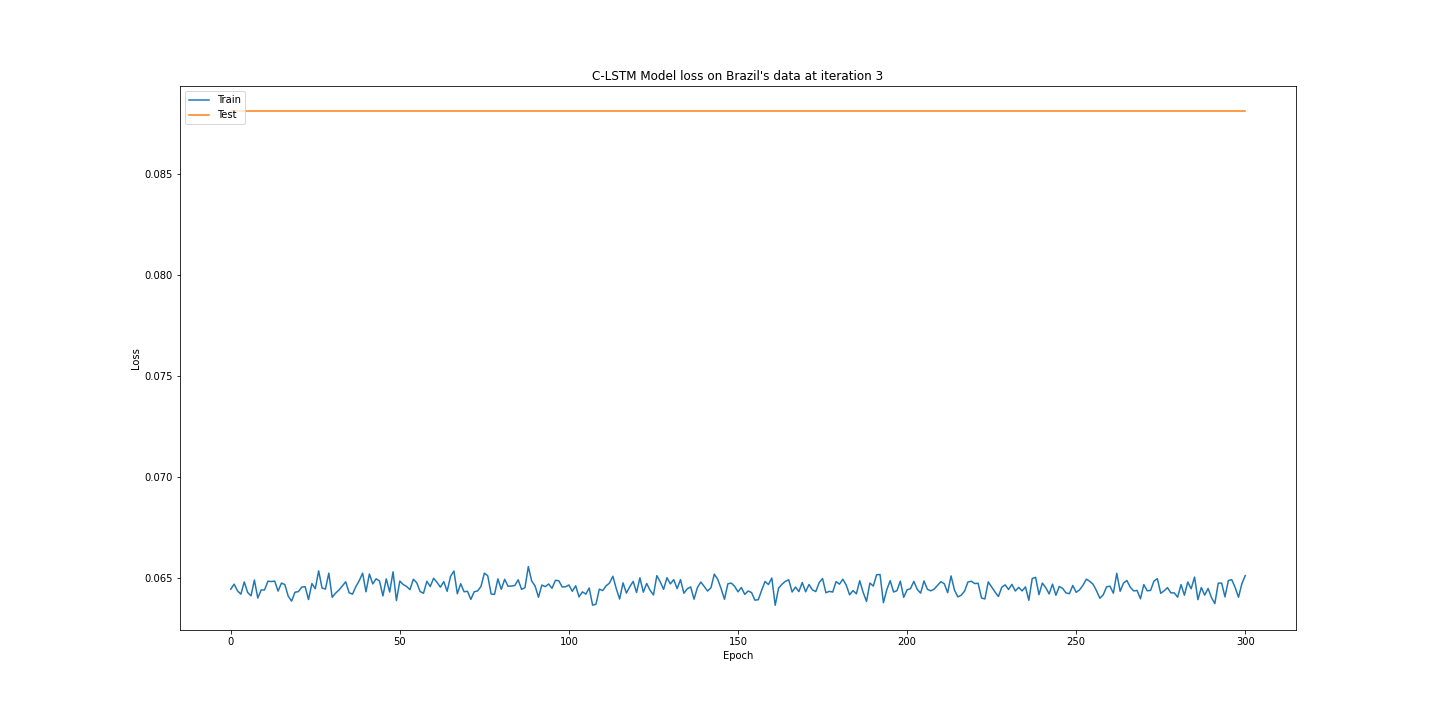 C-LSTM Model loss on Brazil's data at iteration 3
Train
Test
0.085
0.080
0.075
0.070
0.065
Loss
0 50 100 150 200 250 300
Epoch